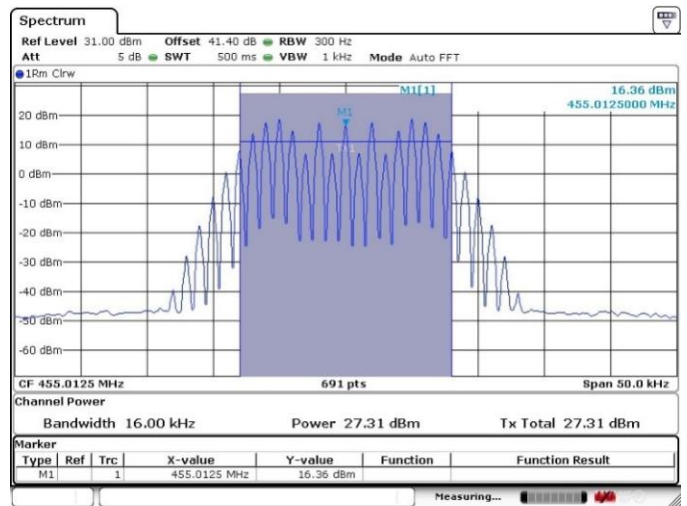 Spectrum
Ref Level 31.00 dBm Offset 41.40 dB RBW 300 Hz
Att 5 dB SWT 500 ms VBW 1 kHz Mode Auto FFT
1Rm Clrw
M1[1] 16.36 dBm
455.0125000 MHz
20 dBm
M1
10 dBm
0 dBm
-10 dBm
-20 dBm
-30 dBm
-40 dBm
-50 dBm
-60 dBm
CF 455.0125 MHz 691 pts Span 50.0 kHz
Channel Power
Bandwidth 16.00 kHz Power 27.31 dBm Tx Total 27.31 dBm
Marker
Type Ref Trc X-value Y-value Function Function Result
M1 1 455.0125 MHz 16.36 dBm
Measuring...